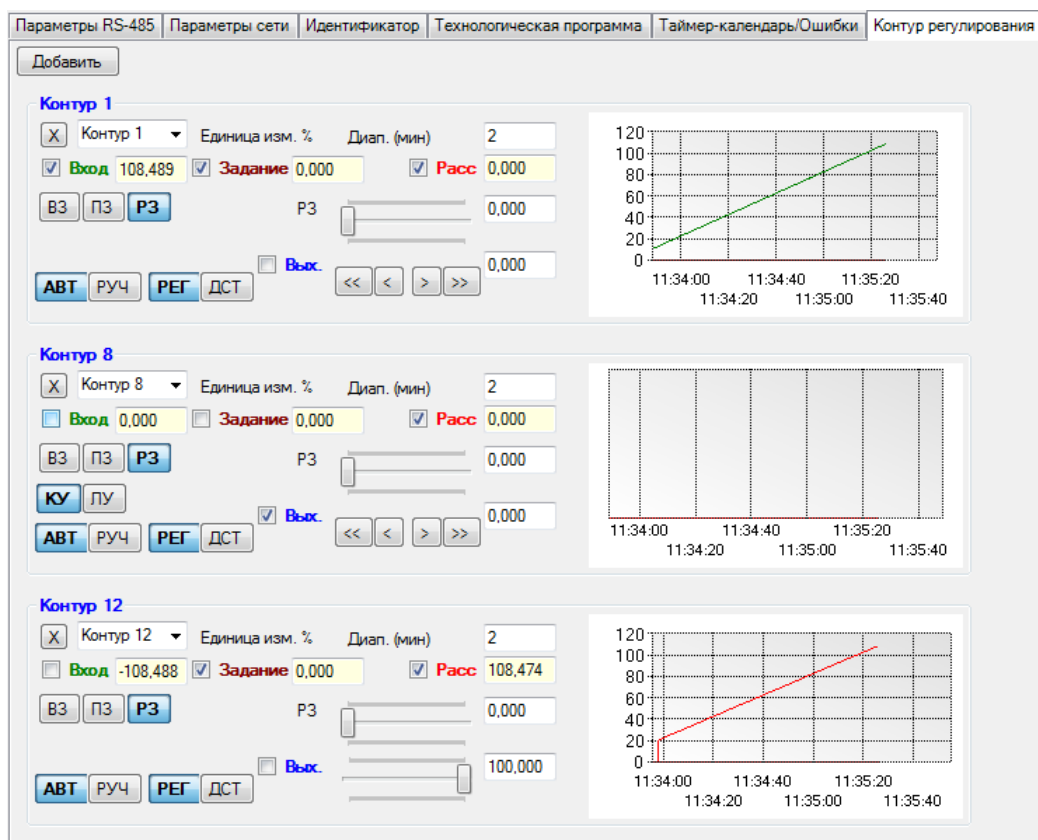 Параметры RS-485 Параметры сети Идентификатор Технологическая программа Таймер-календарь/Ошибки Контур регулирования
Добавить
Контур 1
X Контур 1 Единица изм. % Диап. (мин) 2
Вход 108,489 Задание 0,000 Расс 0,000
ВЗ ПЗ РЗ РЗ 0,000
Вых. 0,000
АВТ РУЧ РЕГ ДСТ << < > >>
120
100
80
60
40
20
0
11:34:00 11:34:40 11:35:20
11:34:20 11:35:00 11:35:40
Контур 8
X Контур 8 Единица изм. % Диап. (мин) 2
Вход 0,000 Задание 0,000 Расс 0,000
ВЗ ПЗ РЗ РЗ 0,000
КУ ЛУ
Вых. 0,000
АВТ РУЧ РЕГ ДСТ << < > >>
11:34:00 11:34:40 11:35:20
11:34:20 11:35:00 11:35:40
Контур 12
X Контур 12 Единица изм. % Диап. (мин) 2
Вход -108,488 Задание 0,000 Расс 108,474
ВЗ ПЗ РЗ РЗ 0,000
Вых. 100,000
АВТ РУЧ РЕГ ДСТ
120
100
80
60
40
20
0
11:34:00 11:34:40 11:35:20
11:34:20 11:35:00 11:35:40